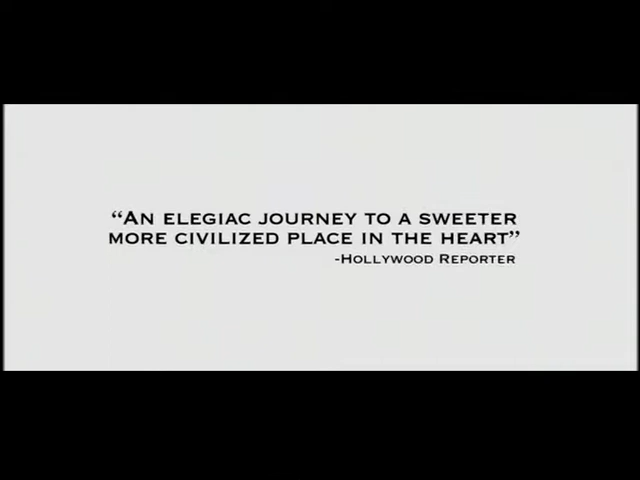 “An elegiac journey to a sweeter
more civilized place in the heart”
-Hollywood Reporter